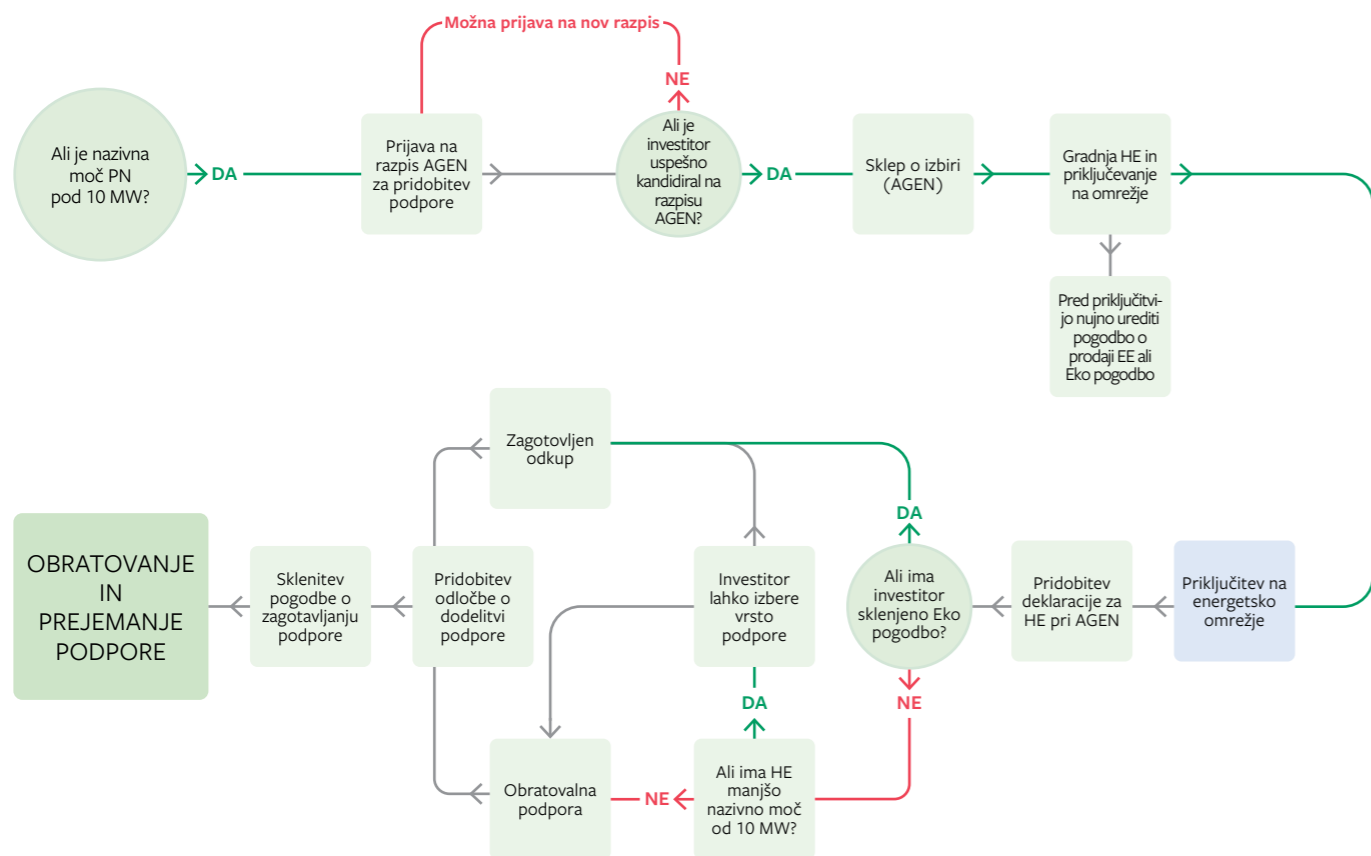 Možna prijava na nov razpis
NE
Ali je nazivna
moč PN
pod 10 MW?
DA
Prijava na
razpis AGEN
za pridobitev
podpore
Ali je
investitor
uspešno
kandidiral na
razpisu
AGEN?
DA
Sklep o izbiri
(AGEN)
Gradnja HE in
priključevanje
na omrežje
Pred priključitvi-
jo nujno urediti
pogodbo o
prodaji EE ali
Eko pogodbo
Priključitev na
energetsko
omrežje
Pridobitev
deklaracije za
HE pri AGEN
Ali ima
investitor
sklenjeno Eko
pogodbo?
DA
NE
Zagotovljen
odkup
Investitor
lahko izbere
vrsto
podpore
DA
Ali ima HE
manjšo
nazivno moč
od 10 MW?
NE
Obratovalna
podpora
Pridobitev
odločbe o
dodelitvi
podpore
Sklenitev
pogodbe o
zagotavljanju
podpore
OBRATOVANJE
IN
PREJEMANJE
PODPORE